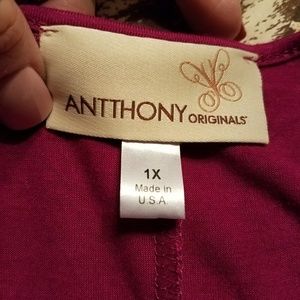 ANTTHONY ORIGINALS
1X
Made in
U.S.A.